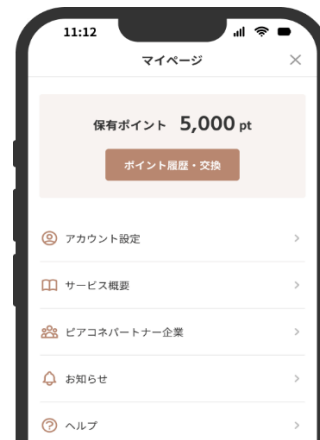 11:12
マイページ
保有ポイント 5,000 pt
ポイント履歴・交換
アカウント設定
サービス概要
ピアコネパートナー企業
お知らせ
ヘルプ